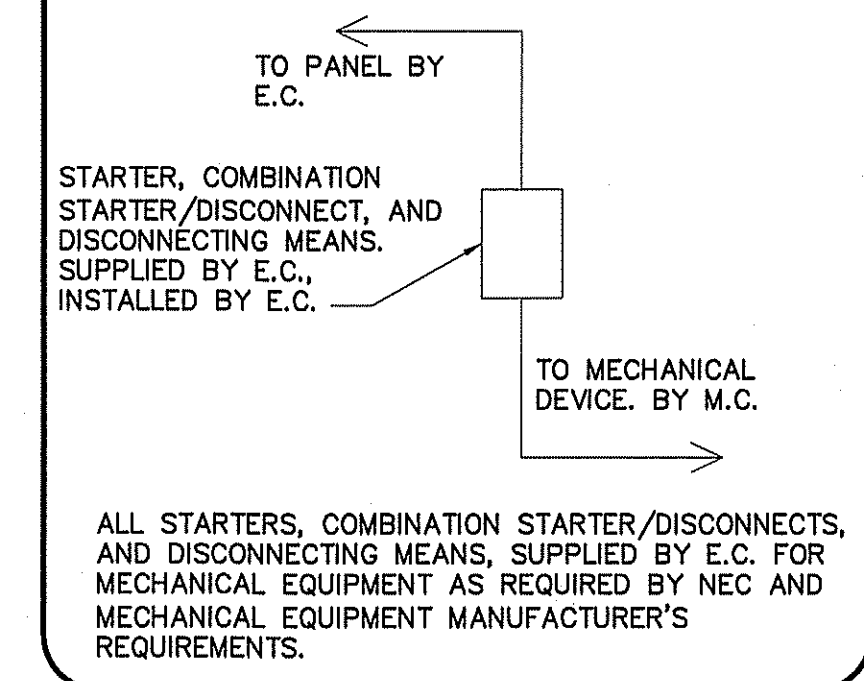 TO PANEL BY
E.C.
STARTER, COMBINATION
STARTER/DISCONNECT, AND
DISCONNECTING MEANS.
SUPPLIED BY E.C.,
INSTALLED BY E.C.
TO MECHANICAL
DEVICE. BY M.C.
ALL STARTERS, COMBINATION STARTER/DISCONNECTS,
AND DISCONNECTING MEANS, SUPPLIED BY E.C. FOR
MECHANICAL EQUIPMENT AS REQUIRED BY NEC AND
MECHANICAL EQUIPMENT MANUFACTURER'S
REQUIREMENTS.